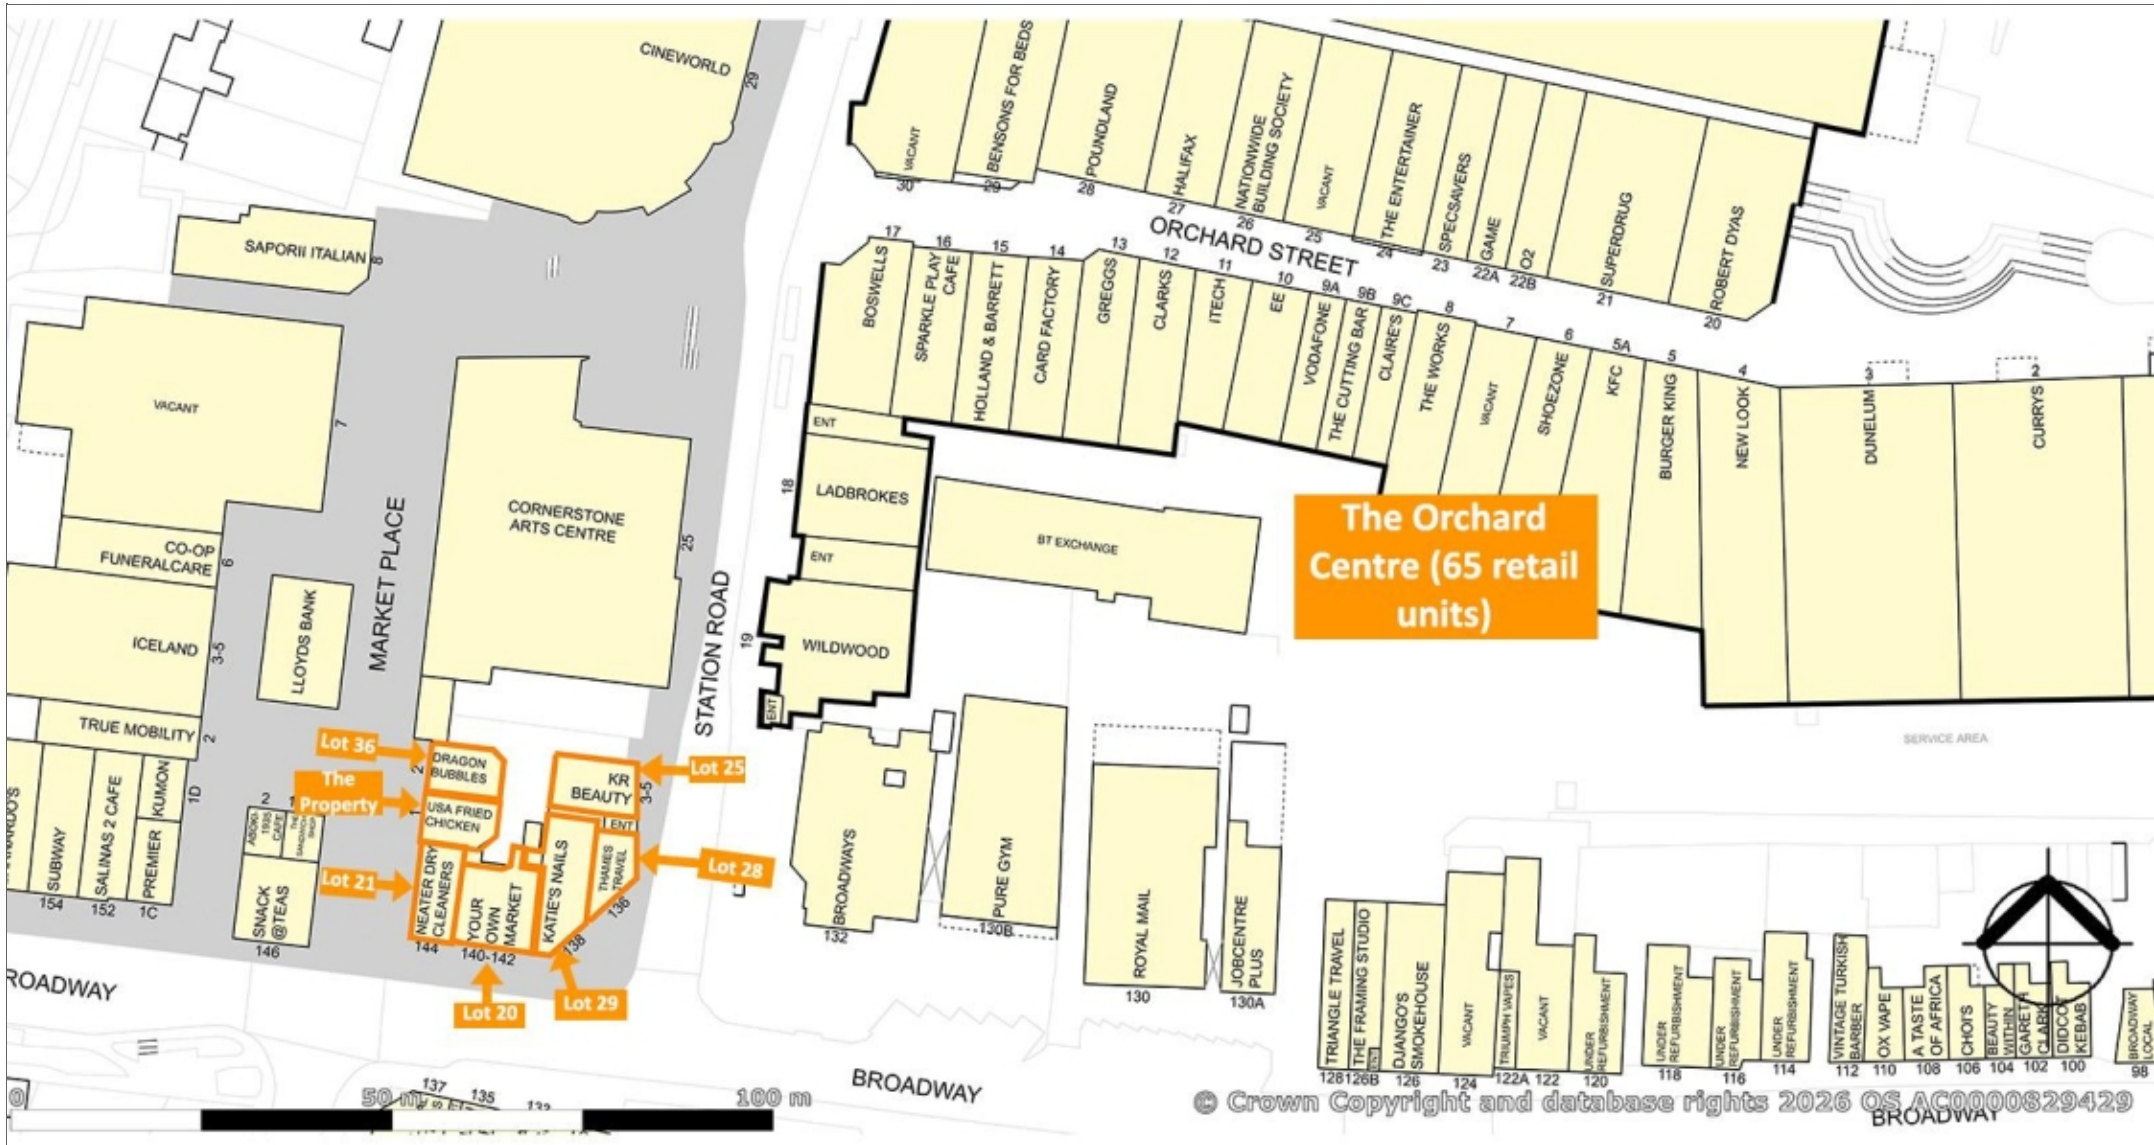 CINEWORLD
29
SAPORII ITALIAN
8
VACANT
7
CO-OP
FUNERALCARE
6
ICELAND
3-5
LLOYDS BANK
MARKET PLACE
TRUE MOBILITY
2
SUBWAY
154
SALINAS 2 CAFE
152
KUMON
1D
PREMIER
1C
CORNERSTONE
ARTS CENTRE
25
STATION ROAD
Lot 36
2
DRAGON
BUBBLES
The
Property
1
USA FRIED
CHICKEN
2
1935
CAFE
THE
SANDWICH
SHOP
SNACK
@TEAS
146
Lot 21
NEATER DRY
CLEANERS
144
YOUR
OWN
MARKET
140-142
Lot 20
KATIE'S NAILS
138
Lot 29
KR
BEAUTY
3-5
Lot 25
ENT
THAMES
TRAVEL
136
Lot 28
ROADWAY
VACANT
30
BENSONS FOR BEDS
29
POUNDLAND
28
HALIFAX
27
NATIONWIDE
BUILDING SOCIETY
26
VACANT
25
THE ENTERTAINER
24
SPECSAVERS
23
GAME
22A
O2
22B
SUPERDRUG
21
ROBERT DYAS
20
ORCHARD STREET
17
BOSWELLS
16
SPARKLE PLAY
CAFE
15
HOLLAND & BARRETT
14
CARD FACTORY
13
GREGGS
12
CLARKS
11
ITECH
10
EE
9A
VODAFONE
9B
THE CUTTING BAR
9C
CLAIRE'S
8
THE WORKS
7
VACANT
6
SHOEZONE
5A
KFC
5
BURGER KING
4
NEW LOOK
3
DUNELUM
2
CURRYS
ENT
18
LADBROKES
ENT
19
WILDWOOD
ENT
BT EXCHANGE
The Orchard
Centre (65 retail
units)
SERVICE AREA
BROADWAYS
132
PURE GYM
130B
ROYAL MAIL
130
JOBCENTRE
PLUS
130A
TRIANGLE TRAVEL
128
THE FRAMING STUDIO
ENT
126B
DJANGO'S
SMOKEHOUSE
126
VACANT
124
TRIUMPH VAPES
122A
VACANT
122
UNDER
REFURBISHMENT
120
UNDER
REFURBISHMENT
118
UNDER
REFURBISHMENT
116
UNDER
REFURBISHMENT
114
VINTAGE TURKISH
BARBER
112
OX VAPE
110
A TASTE
OF AFRICA
108
CHOI'S
106
BEAUTY
WITHIN
104
GARETH
CLARK
102
DIDCOT
KEBAB
100
BROADWAY
LOCAL
98
BROADWAY
BROADWAY
137
135
133
0
50 m
100 m
© Crown Copyright and database rights 2026 OS AC0000829429